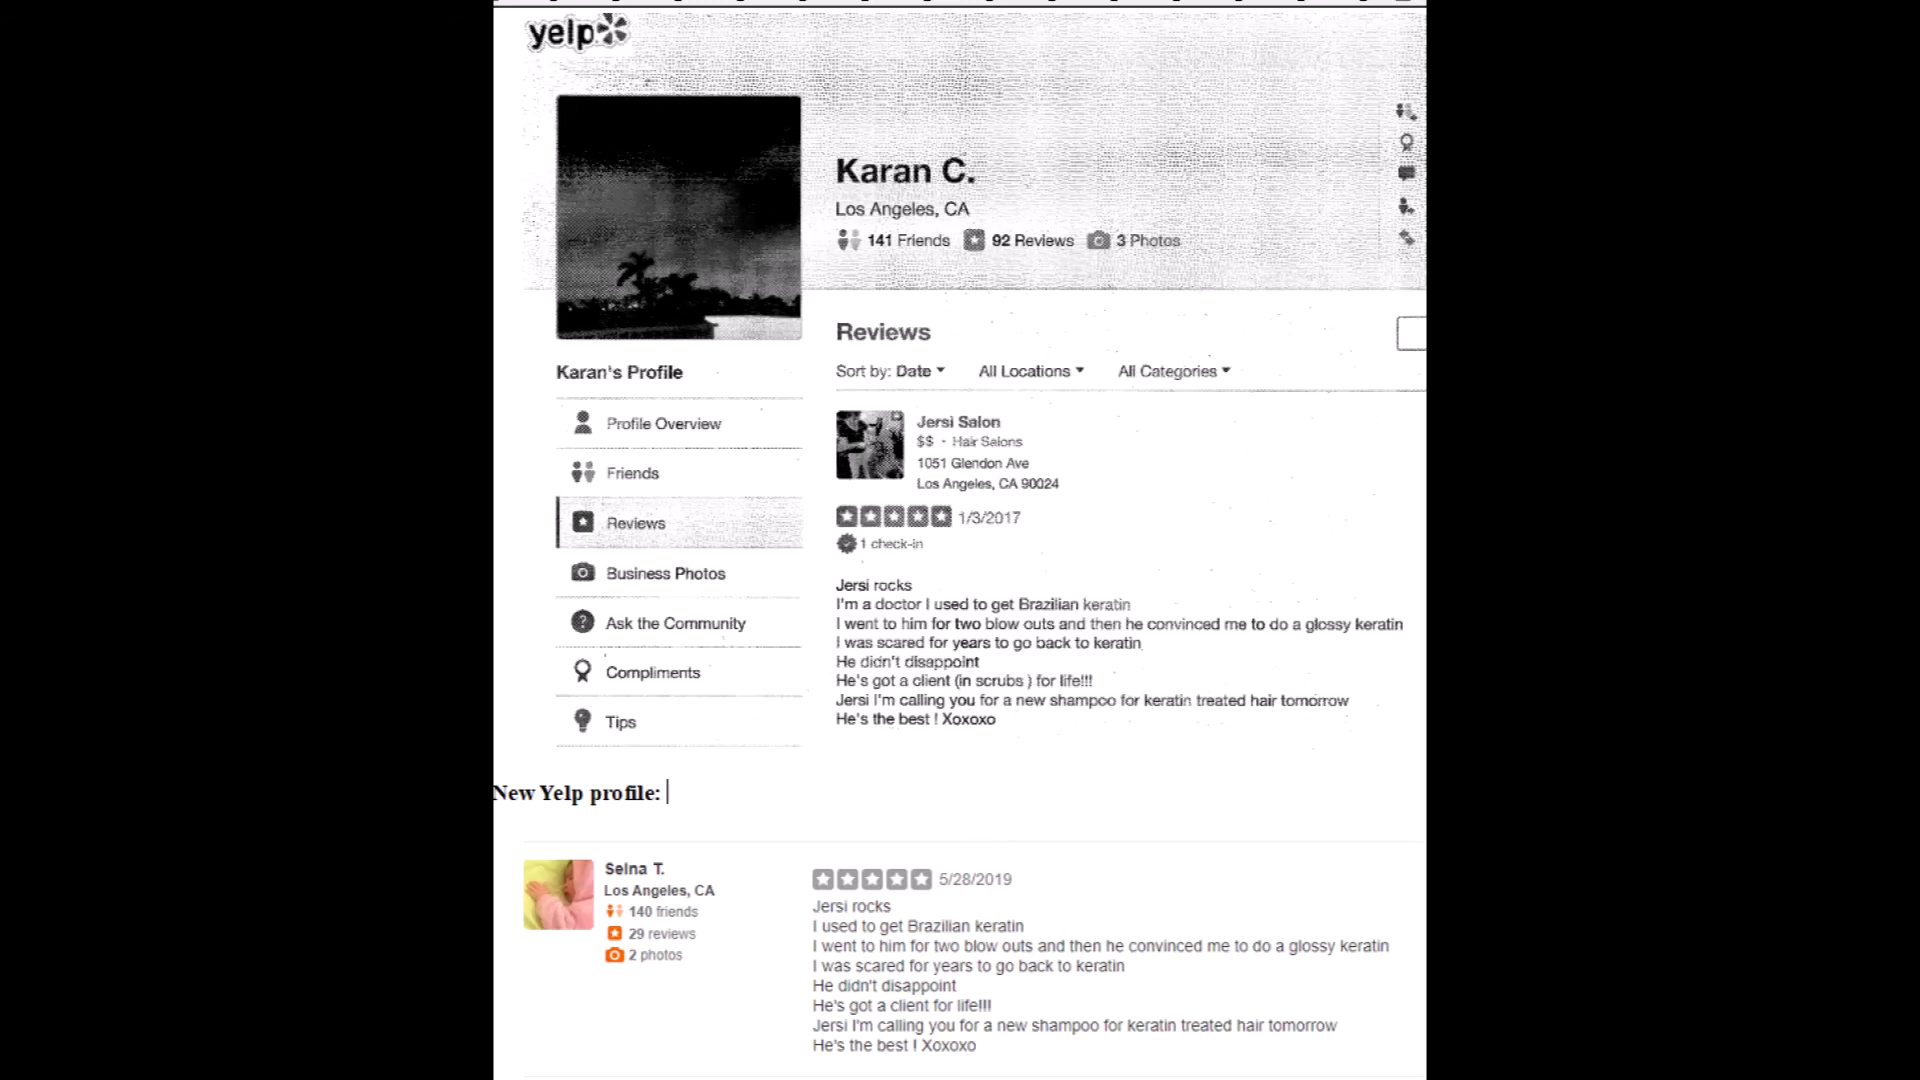 yelp
Karan C.
Los Angeles, CA
141 Friends 92 Reviews 3 Photos
Reviews
Sort by: Date All Locations All Categories
Karan's Profile
Profile Overview
Friends
Reviews
Business Photos
Ask the Community
Compliments
Tips
Jersi Salon
$$ · Hair Salons
1051 Glendon Ave
Los Angeles, CA 90024
1/3/2017
1 check-in
Jersi rocks
I'm a doctor I used to get Brazilian keratin
I went to him for two blow outs and then he convinced me to do a glossy keratin
I was scared for years to go back to keratin
He didn't disappoint
He's got a client (in scrubs ) for life!!!
Jersi I'm calling you for a new shampoo for keratin treated hair tomorrow
He's the best ! Xoxoxo
New Yelp profile:
Selna T.
Los Angeles, CA
140 friends
29 reviews
2 photos
5/28/2019
Jersi rocks
I used to get Brazilian keratin
I went to him for two blow outs and then he convinced me to do a glossy keratin
I was scared for years to go back to keratin
He didn't disappoint
He's got a client for life!!!
Jersi I'm calling you for a new shampoo for keratin treated hair tomorrow
He's the best ! Xoxoxo